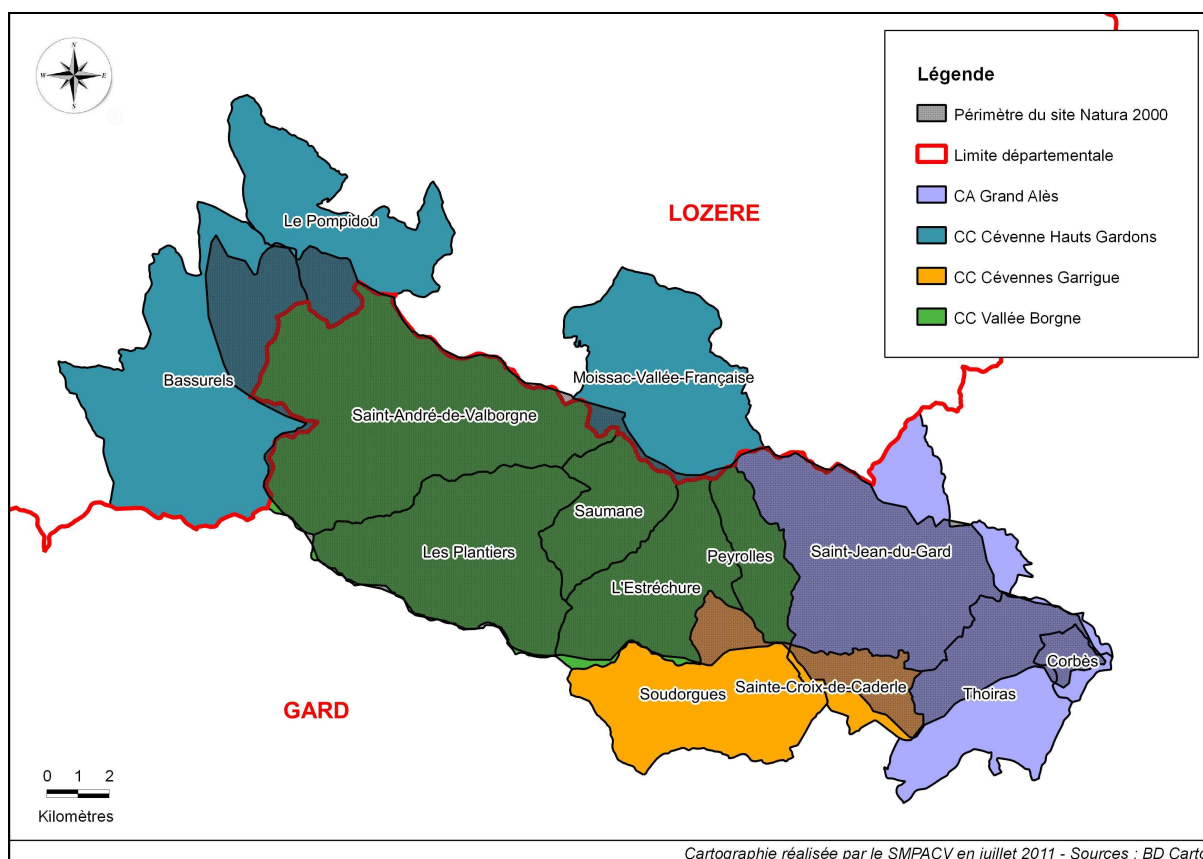 N
W
E
S
Légende
Périmètre du site Natura 2000
Limite départementale
CA Grand Alès
CC Cévenne Hauts Gardons
CC Cévennes Garrigue
CC Vallée Borgne
LOZERE
Le Pompidou
Bassurels
Moissac-Vallée-Française
Saint-André-de-Valborgne
Saumane
Les Plantiers
Peyrolles
Saint-Jean-du-Gard
L'Estréchure
Corbès
Soudorgues
Sainte-Croix-de-Caderle
Thoiras
GARD
0 1 2
Kilomètres
Cartographie réalisée par le SMPACV en juillet 2011 - Sources : BD Carto